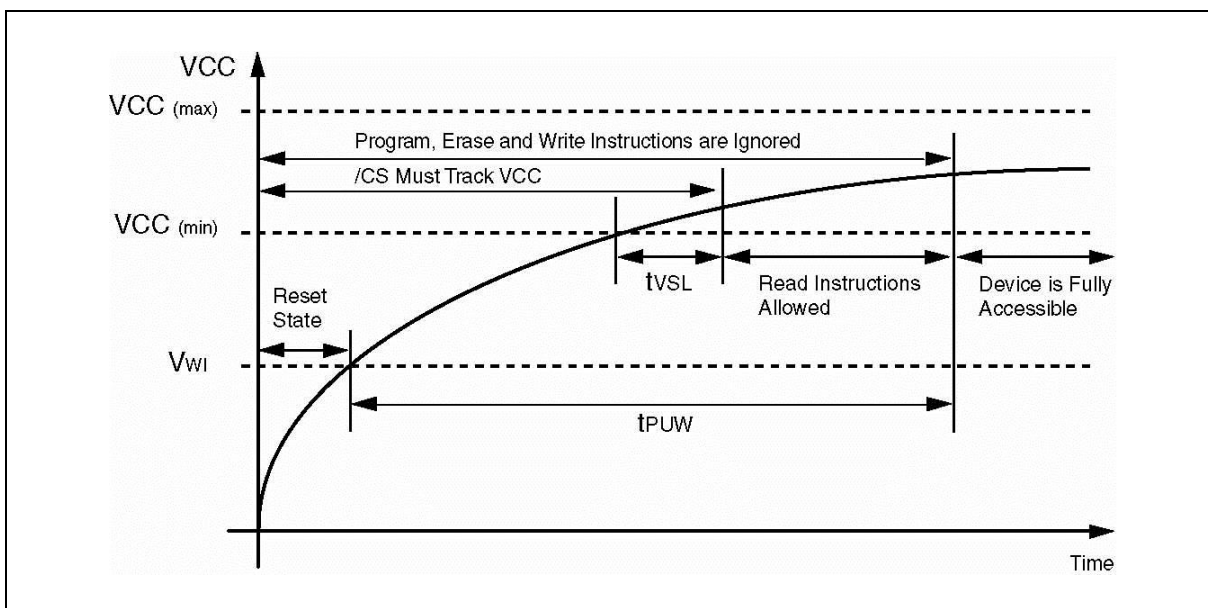 VCC
VCC (max)
Program, Erase and Write Instructions are Ignored
/CS Must Track VCC
VCC (min)
tVSL
Read Instructions
Allowed
Device is Fully
Accessible
Reset
State
VWI
tPUW
Time